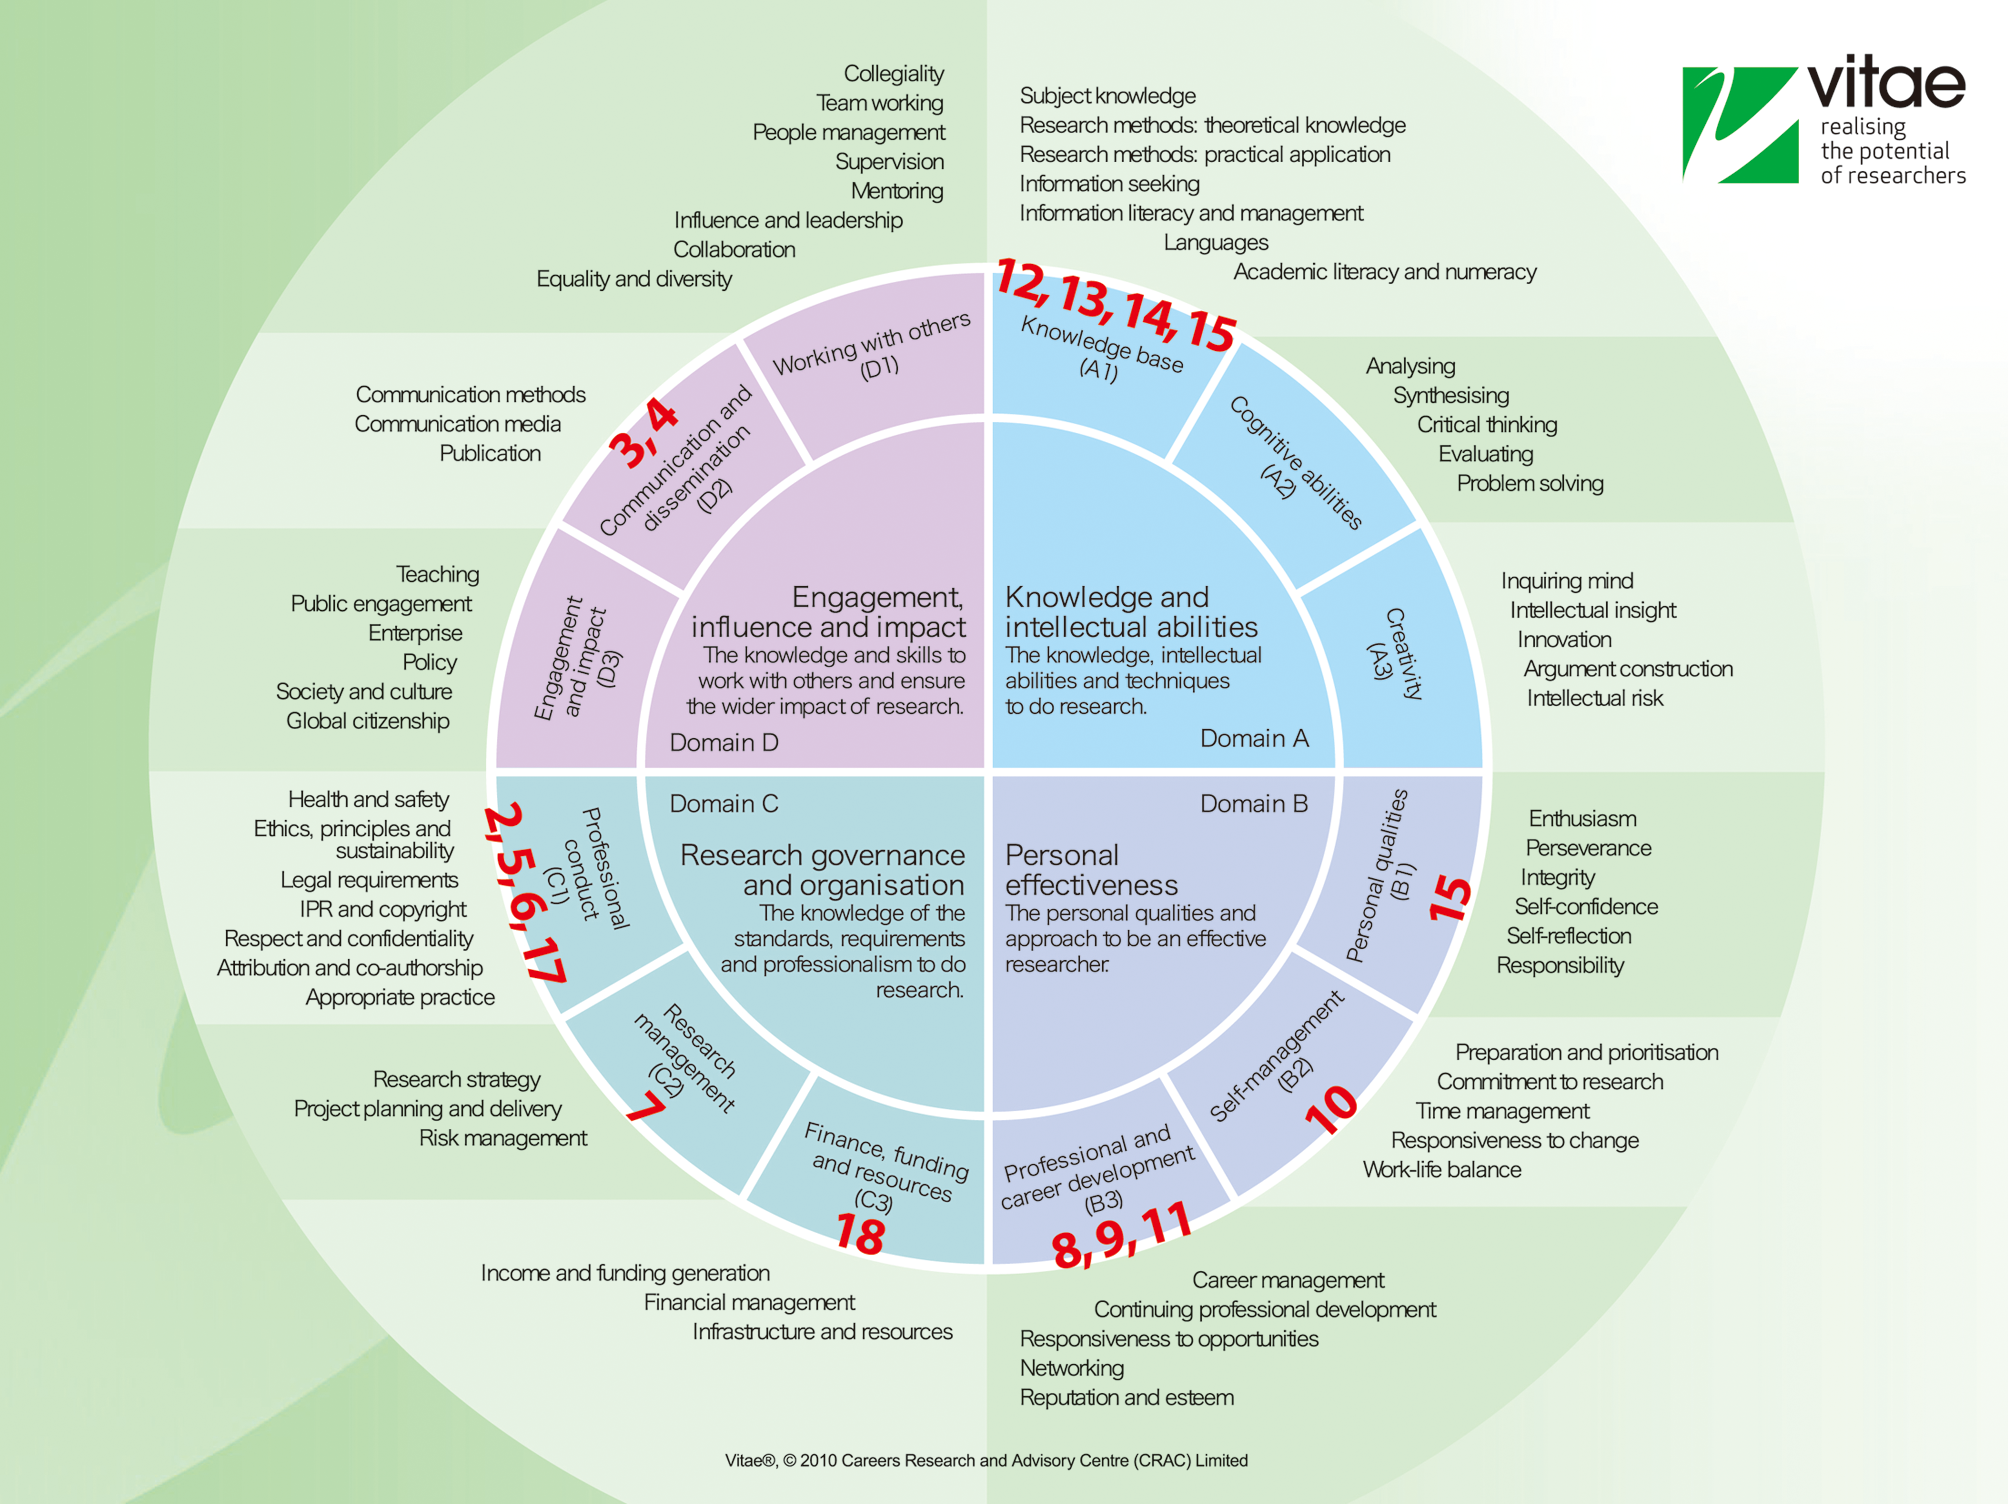 vitae
realising
the potential
of researchers
Collegiality
Team working
People management
Supervision
Mentoring
Influence and leadership
Collaboration
Equality and diversity
Subject knowledge
Research methods: theoretical knowledge
Research methods: practical application
Information seeking
Information literacy and management
Languages
Academic literacy and numeracy
12, 13, 14, 15
Knowledge base
(A1)
Working with others
(D1)
Communication methods
Communication media
Publication
3, 4
Communication and
dissemination
(D2)
Cognitive abilities
(A2)
Analysing
Synthesising
Critical thinking
Evaluating
Problem solving
Teaching
Public engagement
Enterprise
Policy
Society and culture
Global citizenship
Engagement
and impact
(D3)
Engagement,
influence and impact
The knowledge and skills to
work with others and ensure
the wider impact of research.
Domain D
Knowledge and
intellectual abilities
The knowledge, intellectual
abilities and techniques
to do research.
Domain A
Creativity
(A3)
Inquiring mind
Intellectual insight
Innovation
Argument construction
Intellectual risk
Health and safety
Ethics, principles and
sustainability
Legal requirements
IPR and copyright
Respect and confidentiality
Attribution and co-authorship
Appropriate practice
2, 5, 6, 17
Professional
conduct
(C1)
Domain C
Research governance
and organisation
The knowledge of the
standards, requirements
and professionalism to do
research.
Domain B
Personal
effectiveness
The personal qualities and
approach to be an effective
researcher.
Personal qualities
(B1)
15
Enthusiasm
Perseverance
Integrity
Self-confidence
Self-reflection
Responsibility
Research strategy
Project planning and delivery
Risk management
Research
management
(C2)
7
Self-management
(B2)
10
Preparation and prioritisation
Commitment to research
Time management
Responsiveness to change
Work-life balance
Finance, funding
and resources
(C3)
18
Professional and
career development
(B3)
8, 9, 11
Income and funding generation
Financial management
Infrastructure and resources
Career management
Continuing professional development
Responsiveness to opportunities
Networking
Reputation and esteem
Vitae®, © 2010 Careers Research and Advisory Centre (CRAC) Limited